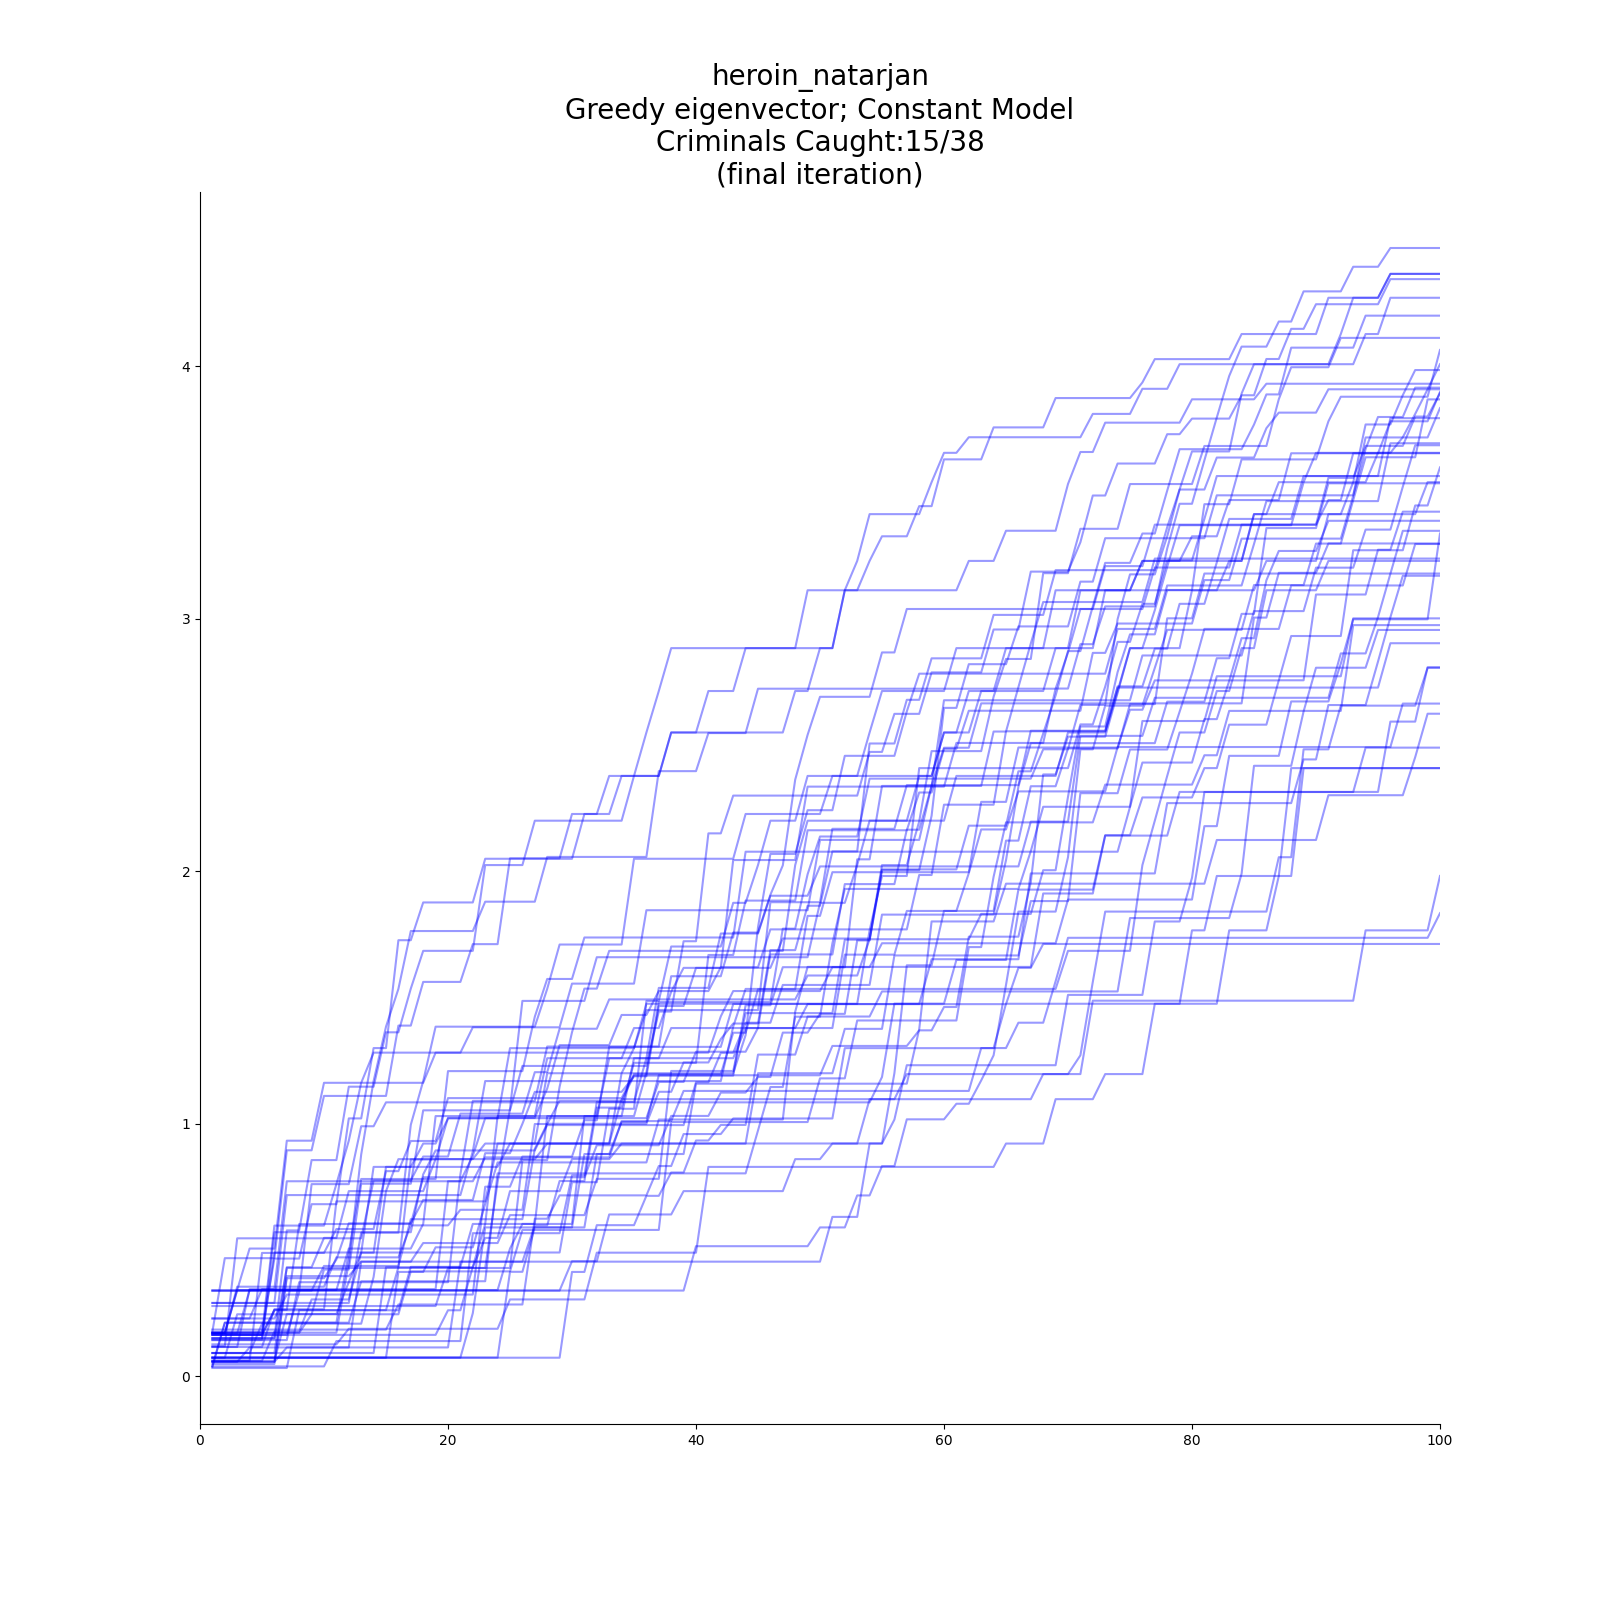 heroin_natarjan
Greedy eigenvector; Constant Model
Criminals Caught:15/38
(final iteration)
4
3
2
1
0
0 20 40 60 80 100